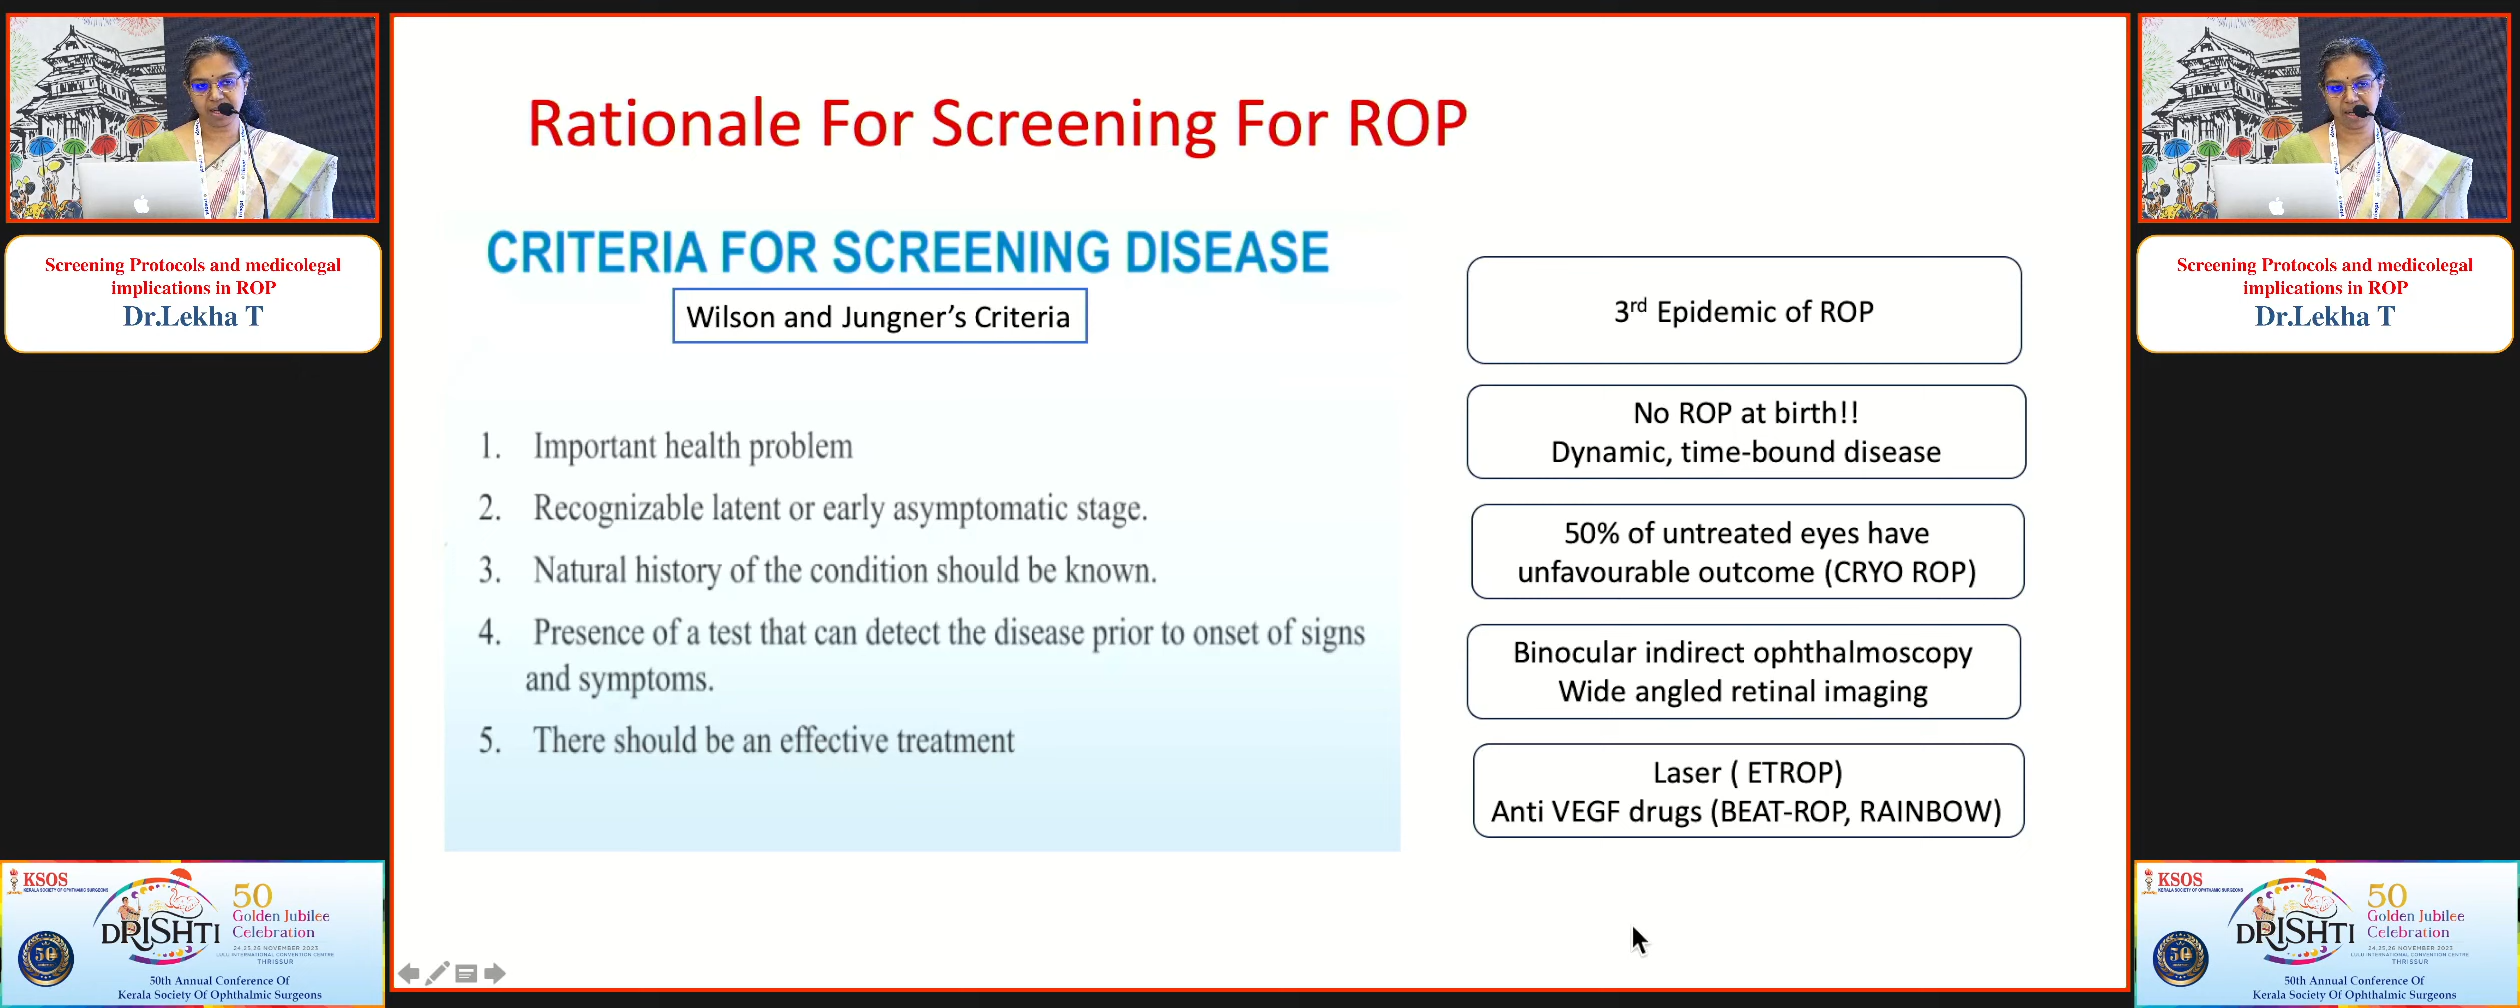 Rationale For Screening For ROP
CRITERIA FOR SCREENING DISEASE
Wilson and Jungner's Criteria
1. Important health problem
2. Recognizable latent or early asymptomatic stage.
3. Natural history of the condition should be known.
4. Presence of a test that can detect the disease prior to onset of signs
and symptoms.
5. There should be an effective treatment
3rd Epidemic of ROP
No ROP at birth!!
Dynamic, time-bound disease
50% of untreated eyes have
unfavourable outcome (CRYO ROP)
Binocular indirect ophthalmoscopy
Wide angled retinal imaging
Laser ( ETROP)
Anti VEGF drugs (BEAT-ROP, RAINBOW)
Screening Protocols and medicolegal
implications in ROP
Dr.Lekha T
KSOS
KERALA SOCIETY OF OPHTHALMIC SURGEONS
DRISHTI
50
Golden Jubilee
Celebration
24,25,26 NOVEMBER 2023
LULU INTERNATIONAL CONVENTION CENTRE
THRISSUR
50
50th Annual Conference Of
Kerala Society Of Ophthalmic Surgeons
Screening Protocols and medicolegal
implications in ROP
Dr.Lekha T
KSOS
KERALA SOCIETY OF OPHTHALMIC SURGEONS
DRISHTI
50
Golden Jubilee
Celebration
24,25,26 NOVEMBER 2023
LULU INTERNATIONAL CONVENTION CENTRE
THRISSUR
50
50th Annual Conference Of
Kerala Society Of Ophthalmic Surgeons